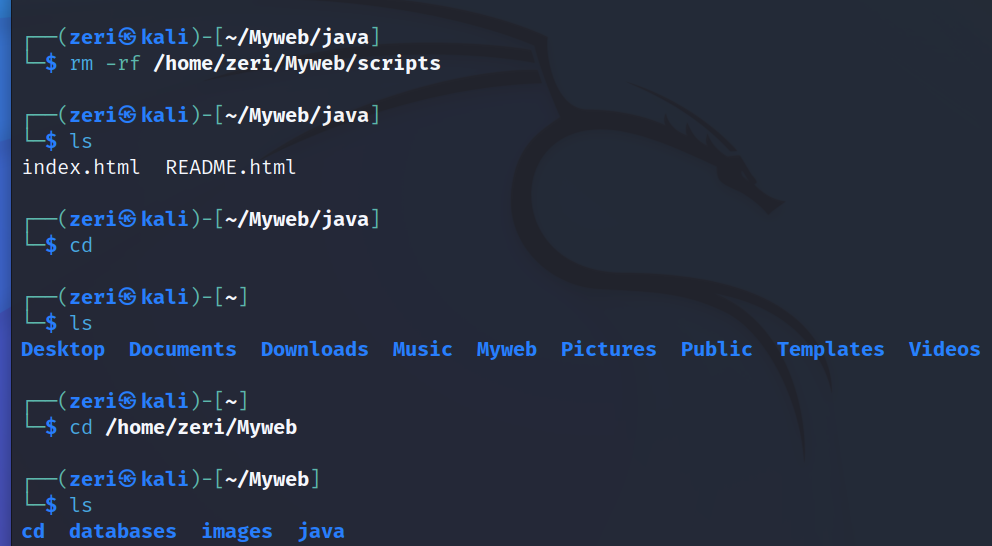 ┌──(zeri㉿kali)-[~/Myweb/java]
└─$ rm -rf /home/zeri/Myweb/scripts
┌──(zeri㉿kali)-[~/Myweb/java]
└─$ ls
index.html  README.html
┌──(zeri㉿kali)-[~/Myweb/java]
└─$ cd
┌──(zeri㉿kali)-[~]
└─$ ls
Desktop  Documents  Downloads  Music  Myweb  Pictures  Public  Templates  Videos
┌──(zeri㉿kali)-[~]
└─$ cd /home/zeri/Myweb
┌──(zeri㉿kali)-[~/Myweb]
└─$ ls
cd  databases  images  java